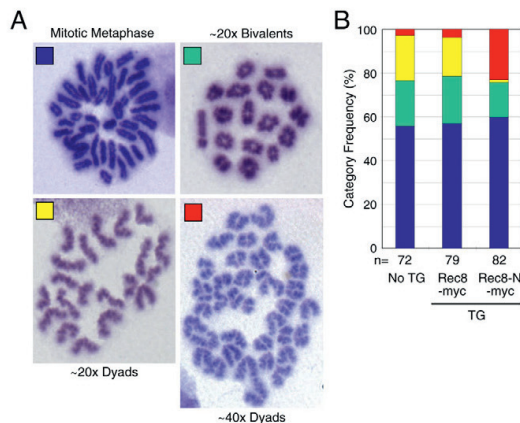 A
Mitotic Metaphase
~20x Bivalents
~20x Dyads
~40x Dyads
B
Category Frequency (%)
100
80
60
40
20
0
n= 72 79 82
No TG Rec8 Rec8-N
-myc -myc
TG